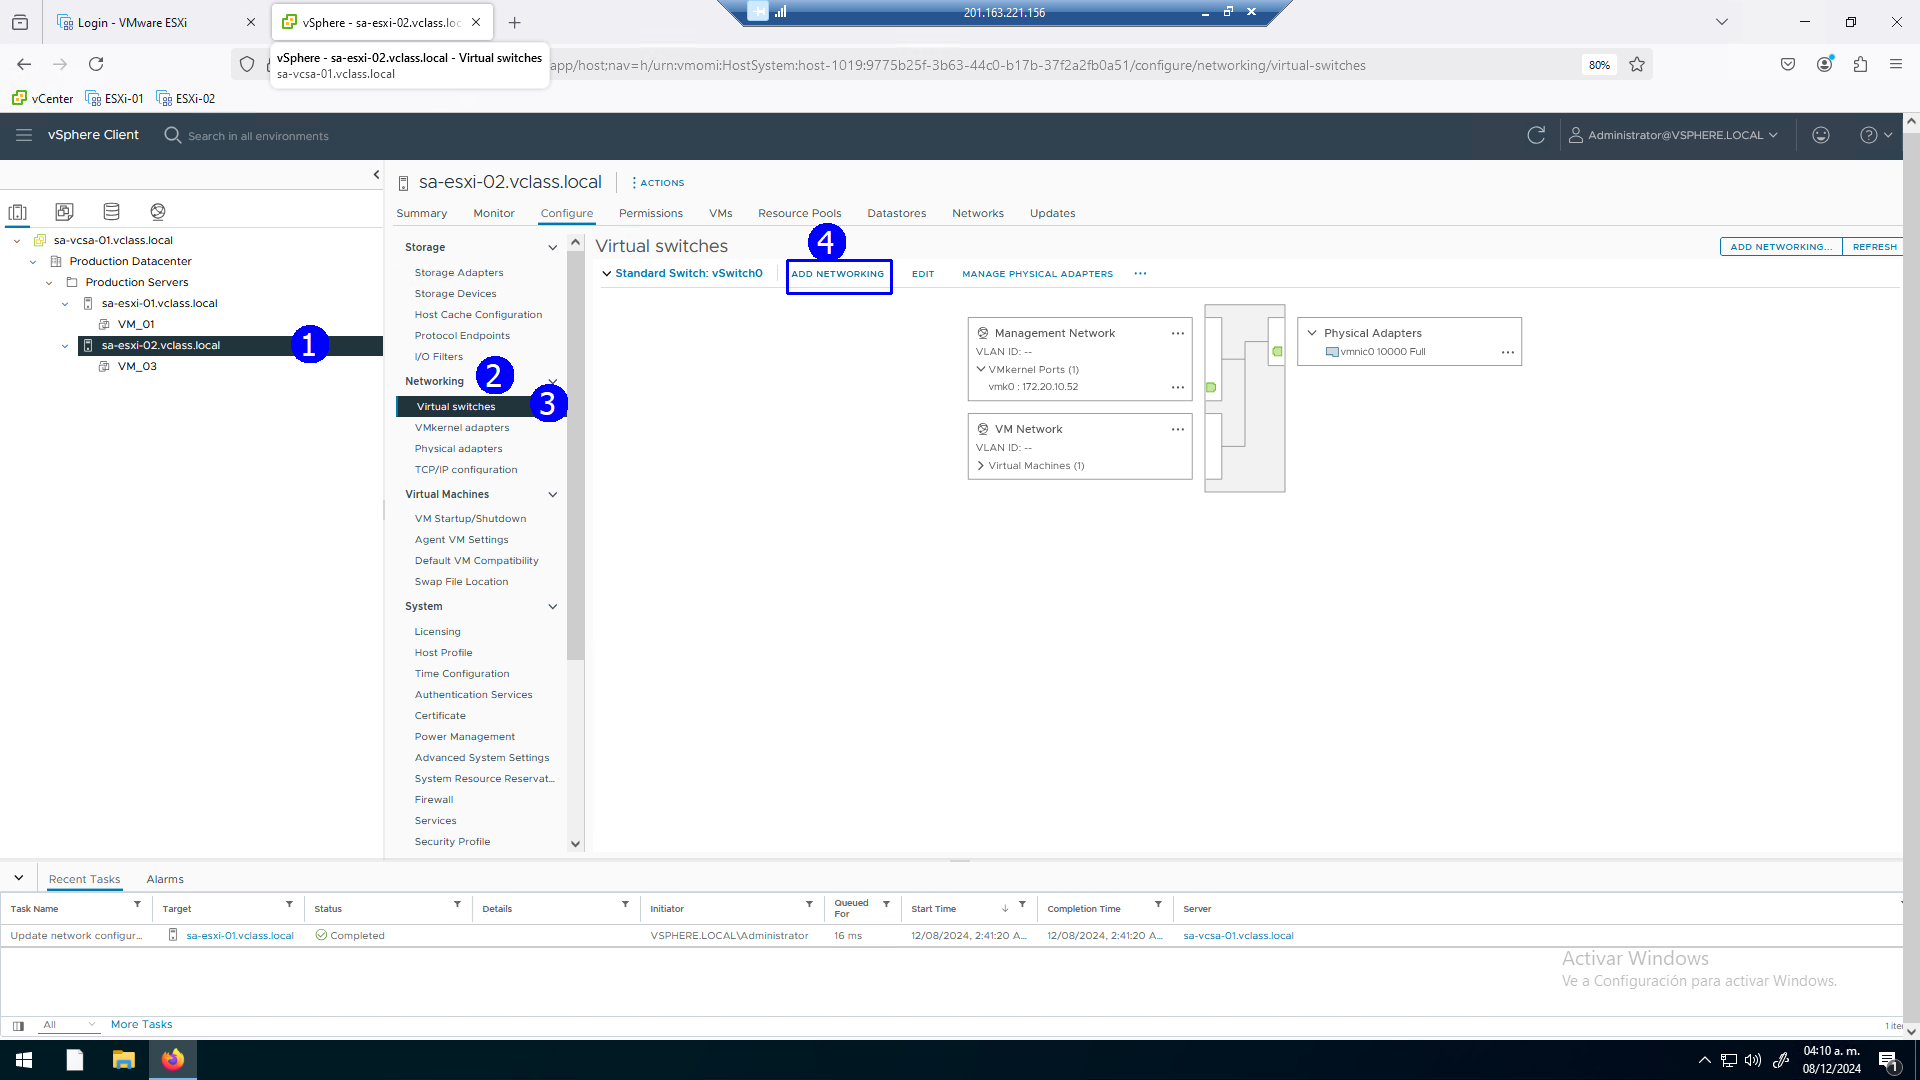 Login - VMware ESXi
vSphere - sa-esxi-02.vclass.loc
201.163.221.156
vSphere - sa-esxi-02.vclass.local - Virtual switches
sa-vcsa-01.vclass.local
app/host;nav=h/urn:vmomi:HostSystem:host-1019:9775b25f-3b63-44c0-b17b-37f2a2fb0a51/configure/networking/virtual-switches
80%
vCenter
ESXi-01
ESXi-02
vSphere Client
Search in all environments
Administrator@VSPHERE.LOCAL
sa-esxi-02.vclass.local
ACTIONS
Summary
Monitor
Configure
Permissions
VMs
Resource Pools
Datastores
Networks
Updates
sa-vcsa-01.vclass.local
Production Datacenter
Production Servers
sa-esxi-01.vclass.local
VM_01
sa-esxi-02.vclass.local
1
VM_03
Storage
Storage Adapters
Storage Devices
Host Cache Configuration
Protocol Endpoints
I/O Filters
Networking
2
Virtual switches
3
VMkernel adapters
Physical adapters
TCP/IP configuration
Virtual Machines
VM Startup/Shutdown
Agent VM Settings
Default VM Compatibility
Swap File Location
System
Licensing
Host Profile
Time Configuration
Authentication Services
Certificate
Power Management
Advanced System Settings
System Resource Reservat...
Firewall
Services
Security Profile
Virtual switches
4
ADD NETWORKING...
REFRESH
Standard Switch: vSwitch0
ADD NETWORKING
EDIT
MANAGE PHYSICAL ADAPTERS
...
Management Network
...
VLAN ID: --
VMkernel Ports (1)
vmk0 : 172.20.10.52
...
VM Network
...
VLAN ID: --
Virtual Machines (1)
Physical Adapters
vmnic0 10000 Full
...
Recent Tasks
Alarms
Task Name
Target
Status
Details
Initiator
Queued For
Start Time
Completion Time
Server
Update network configur...
sa-esxi-01.vclass.local
Completed
VSPHERE.LOCAL\Administrator
16 ms
12/08/2024, 2:41:20 A...
12/08/2024, 2:41:20 A...
sa-vcsa-01.vclass.local
Activar Windows
Ve a Configuración para activar Windows.
All
More Tasks
1 ite
04:10 a. m.
08/12/2024
1